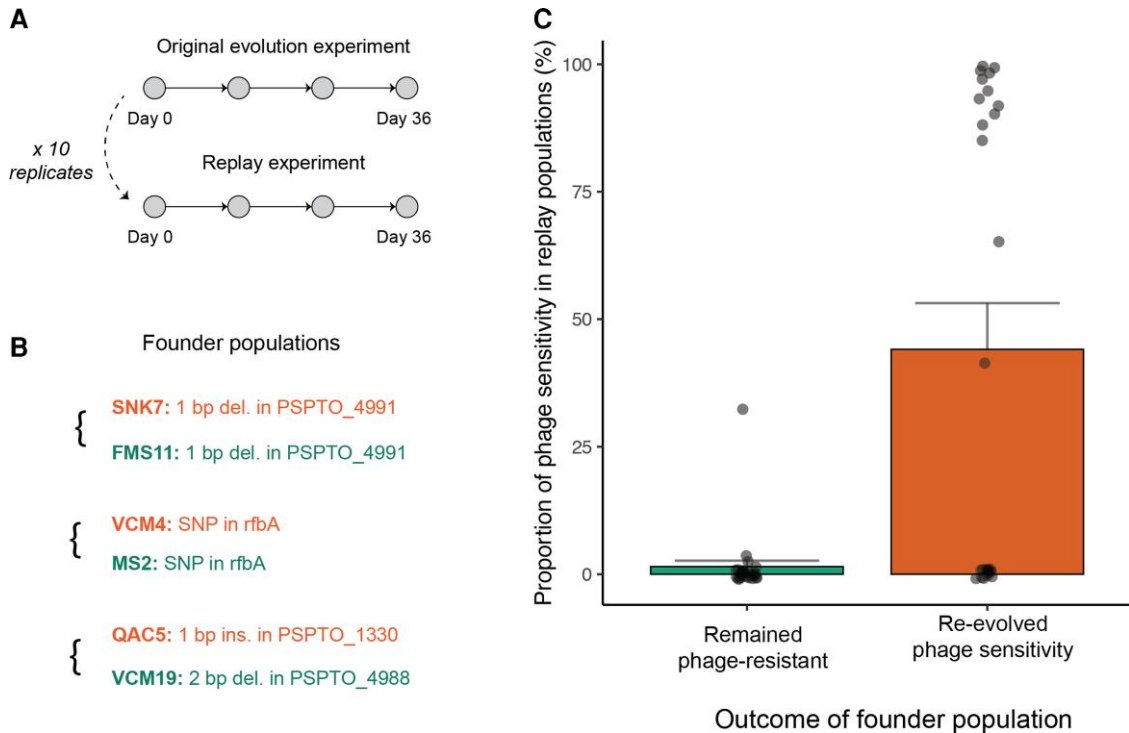 A
Original evolution experiment
Day 0
Day 36
x 10
replicates
Replay experiment
Day 0
Day 36
B
Founder populations
{
SNK7: 1 bp del. in PSPTO_4991
FMS11: 1 bp del. in PSPTO_4991
{
VCM4: SNP in rfbA
MS2: SNP in rfbA
{
QAC5: 1 bp ins. in PSPTO_1330
VCM19: 2 bp del. in PSPTO_4988
C
Proportion of phage sensitivity in replay populations (%)
100
75
50
25
0
Remained
phage-resistant
Re-evolved
phage sensitivity
Outcome of founder population